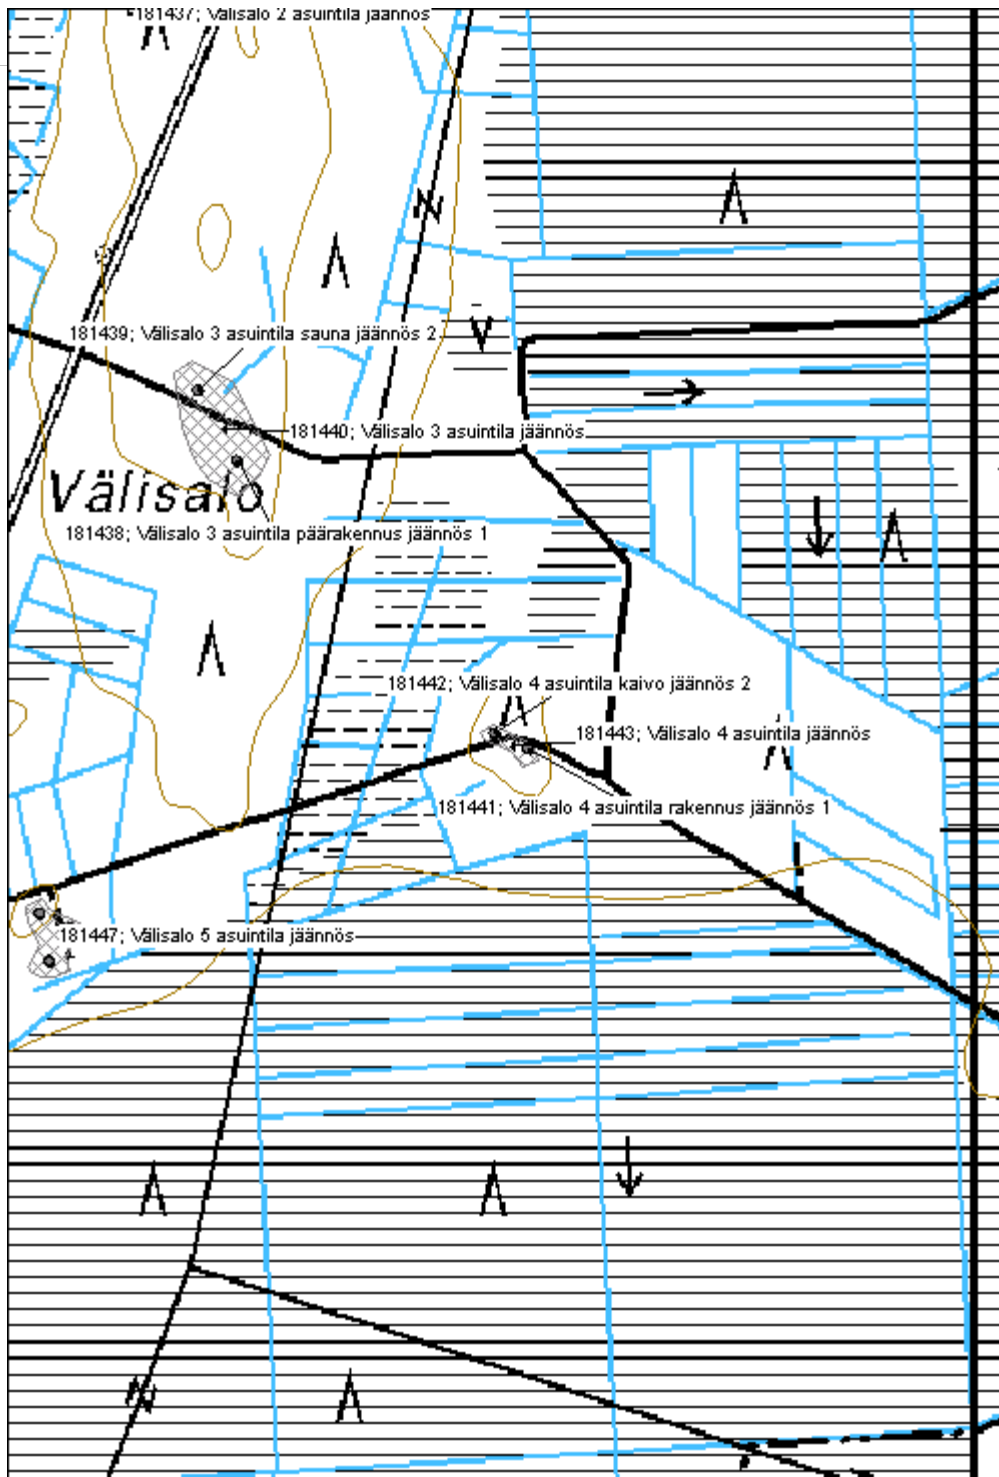 181437; Välisalo 2 asuintila jäännös
181439; Välisalo 3 asuintila sauna jäännös 2
181440; Välisalo 3 asuintila jäännös
Välisalo
181438; Välisalo 3 asuintila päärakennus jäännös 1
181442; Välisalo 4 asuintila kaivo jäännös 2
181443; Välisalo 4 asuintila jäännös
181441; Välisalo 4 asuintila rakennus jäännös 1
181447; Välisalo 5 asuintila jäännös